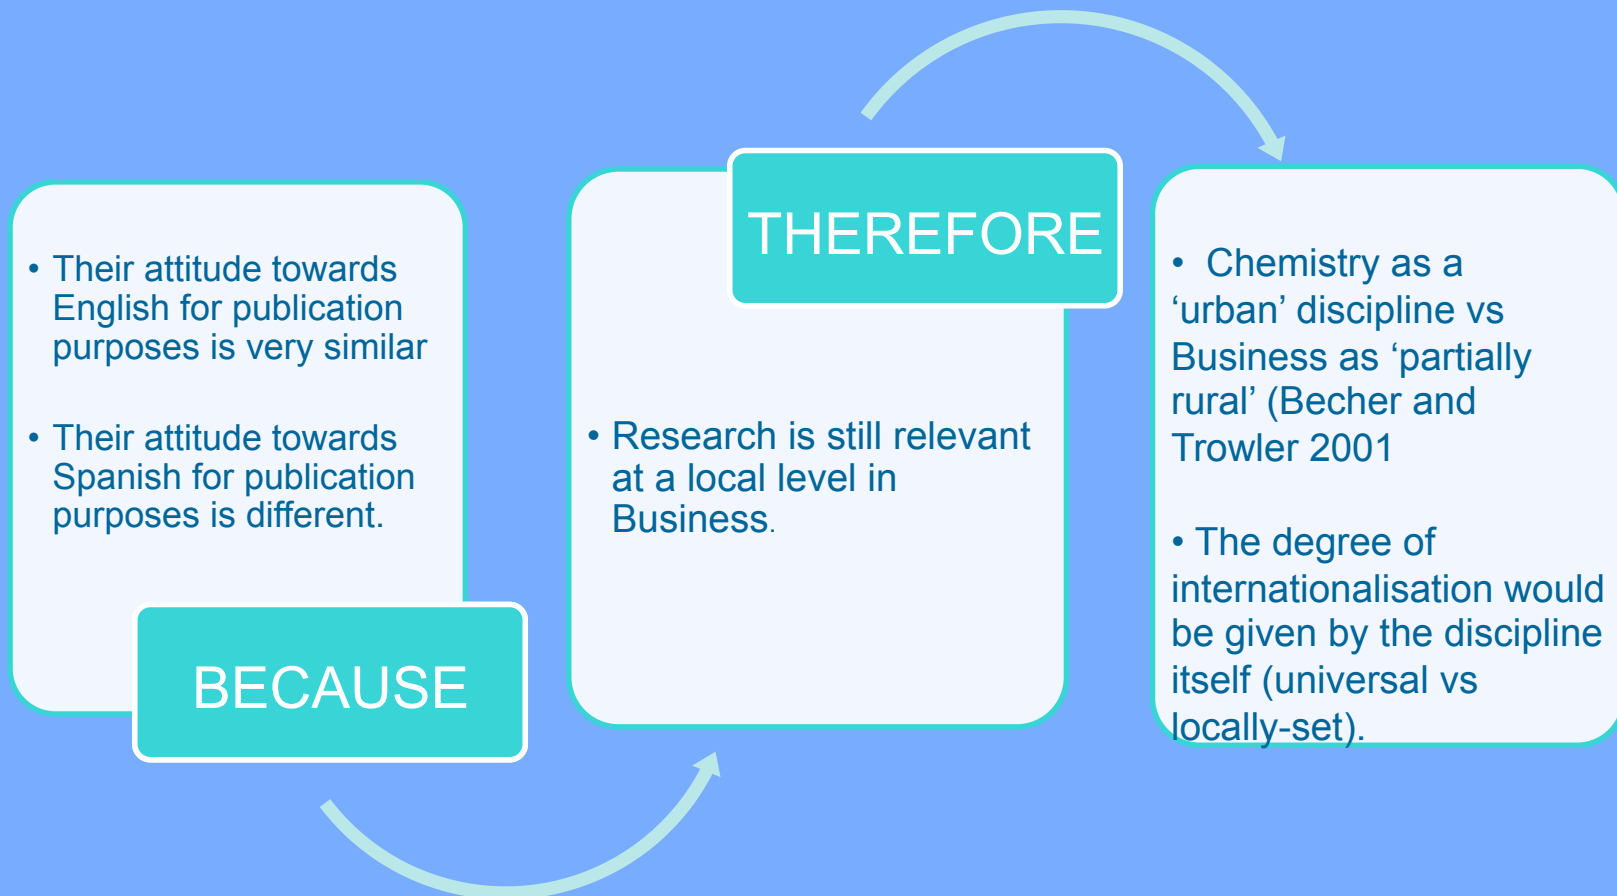 • Their attitude towards
English for publication
purposes is very similar
• Their attitude towards
Spanish for publication
purposes is different.
BECAUSE
• Research is still relevant
at a local level in
Business.
THEREFORE
• Chemistry as a
‘urban’ discipline vs
Business as ‘partially
rural’ (Becher and
Trowler 2001
• The degree of
internationalisation would
be given by the discipline
itself (universal vs
locally-set).